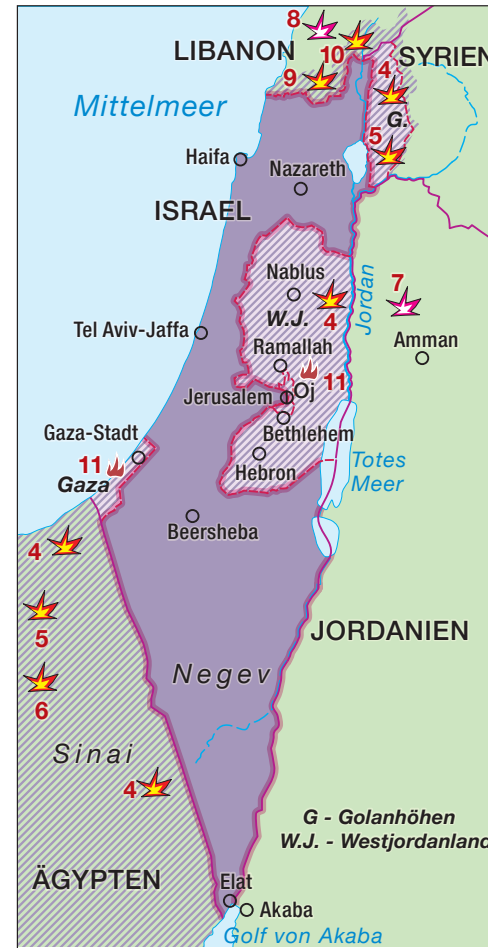 8
LIBANON
10
SYRIEN
9
4
Mittelmeer
G.
5
Haifa
Nazareth
ISRAEL
Nablus
Jordan
7
W.J.
4
Tel Aviv-Jaffa
Amman
Ramallah
11
Jerusalem
Oj
Bethlehem
Gaza-Stadt
11
Gaza
Hebron
Totes
Meer
Beersheba
4
5
JORDANIEN
6
Negev
Sinai
4
G - Golanhöhen
W.J. - Westjordanland
ÄGYPTEN
Elat
Akaba
Golf von Akaba